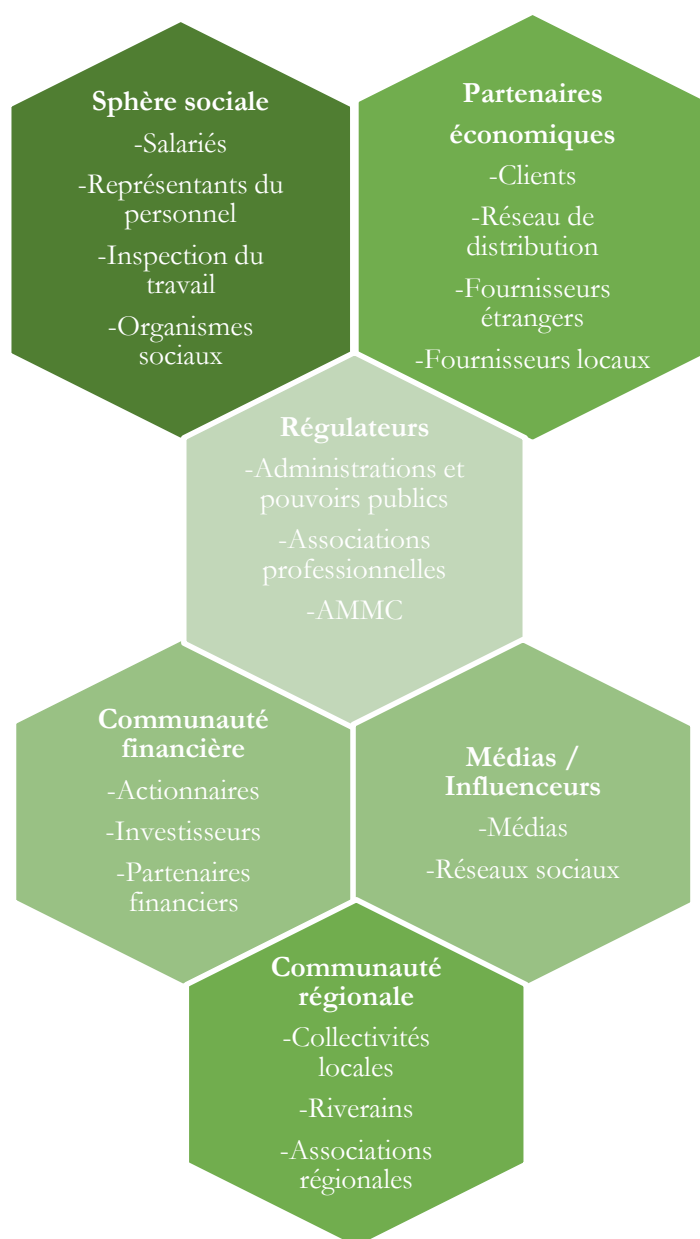 Sphère sociale
-Salariés
-Représentants du
personnel
-Inspection du
travail
-Organismes
sociaux
Partenaires
économiques
-Clients
-Réseau de
distribution
-Fournisseurs
étrangers
-Fournisseurs locaux
Régulateurs
-Administrations et
pouvoirs publics
-Associations
professionnelles
-AMMC
Communauté
financière
-Actionnaires
-Investisseurs
-Partenaires
financiers
Médias /
Influenceurs
-Médias
-Réseaux sociaux
Communauté
régionale
-Collectivités
locales
-Riverains
-Associations
régionales